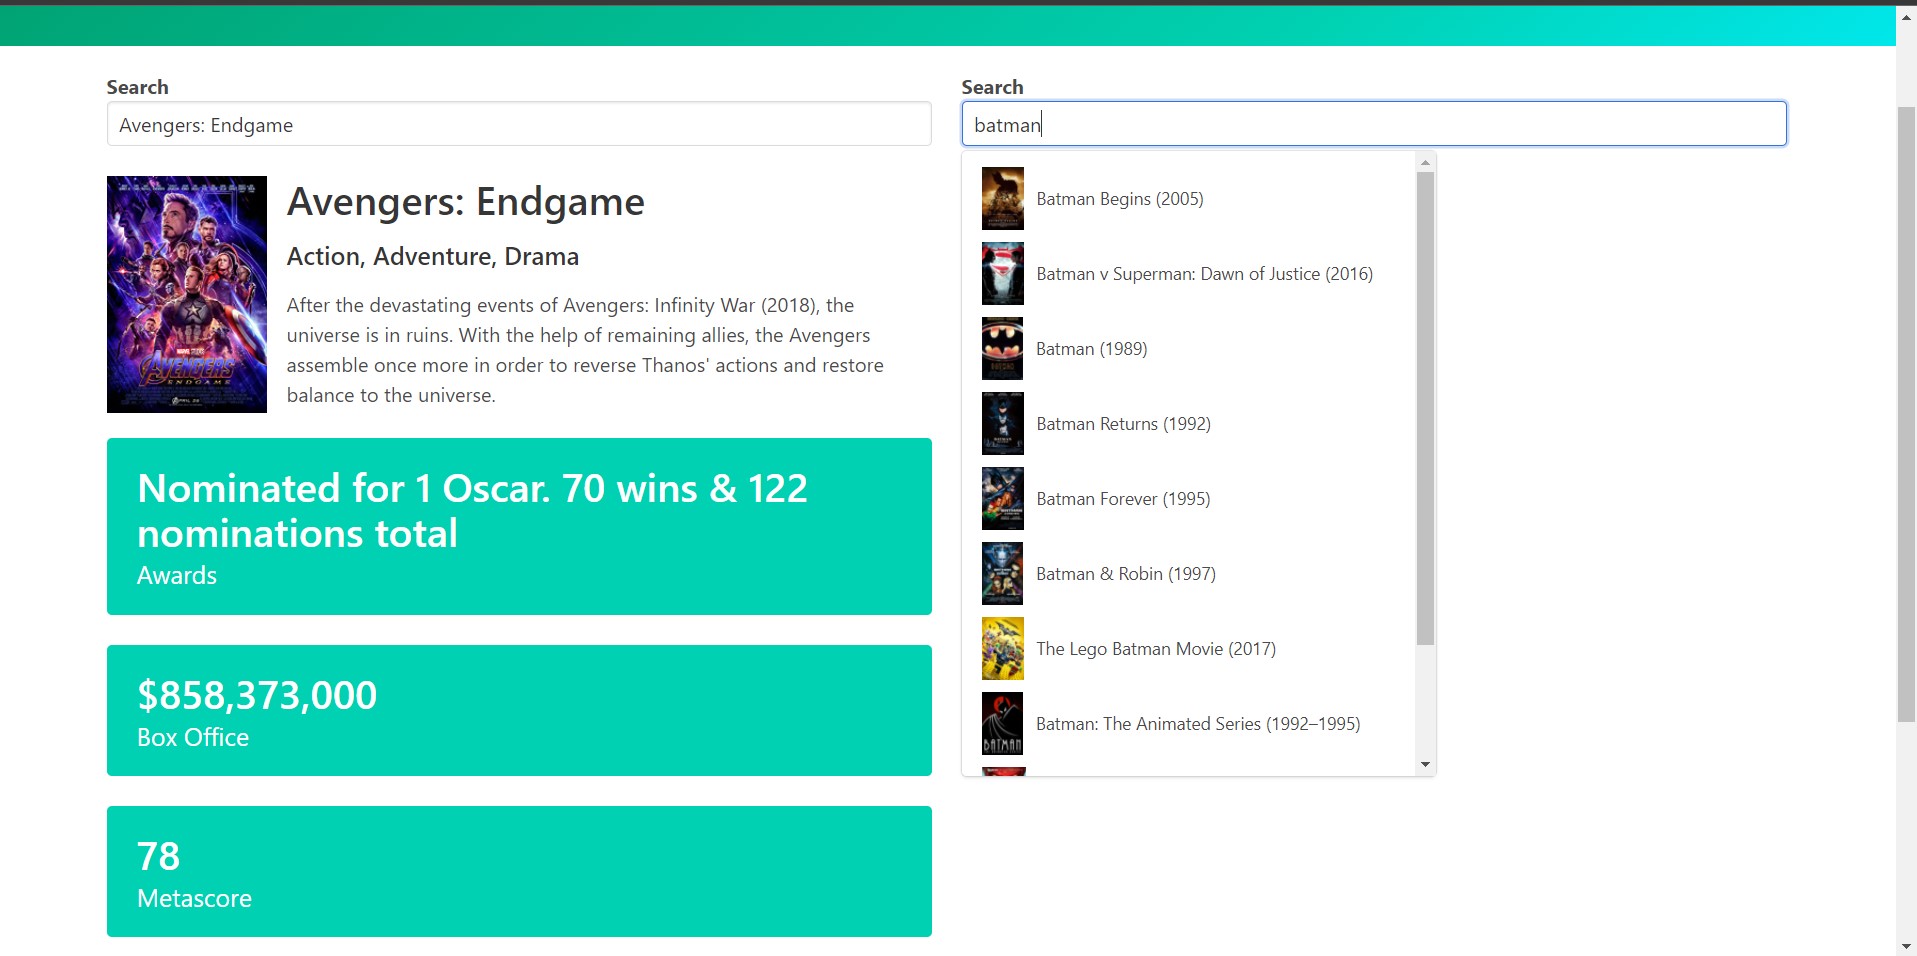 Search
Avengers: Endgame
Avengers: Endgame
Action, Adventure, Drama
After the devastating events of Avengers: Infinity War (2018), the
universe is in ruins. With the help of remaining allies, the Avengers
assemble once more in order to reverse Thanos' actions and restore
balance to the universe.
AVENGERS
ENDGAME
Nominated for 1 Oscar. 70 wins & 122
nominations total
Awards
$858,373,000
Box Office
78
Metascore
Search
batman
Batman Begins (2005)
Batman v Superman: Dawn of Justice (2016)
Batman (1989)
Batman Returns (1992)
Batman Forever (1995)
Batman & Robin (1997)
The Lego Batman Movie (2017)
Batman: The Animated Series (1992–1995)
BATMAN